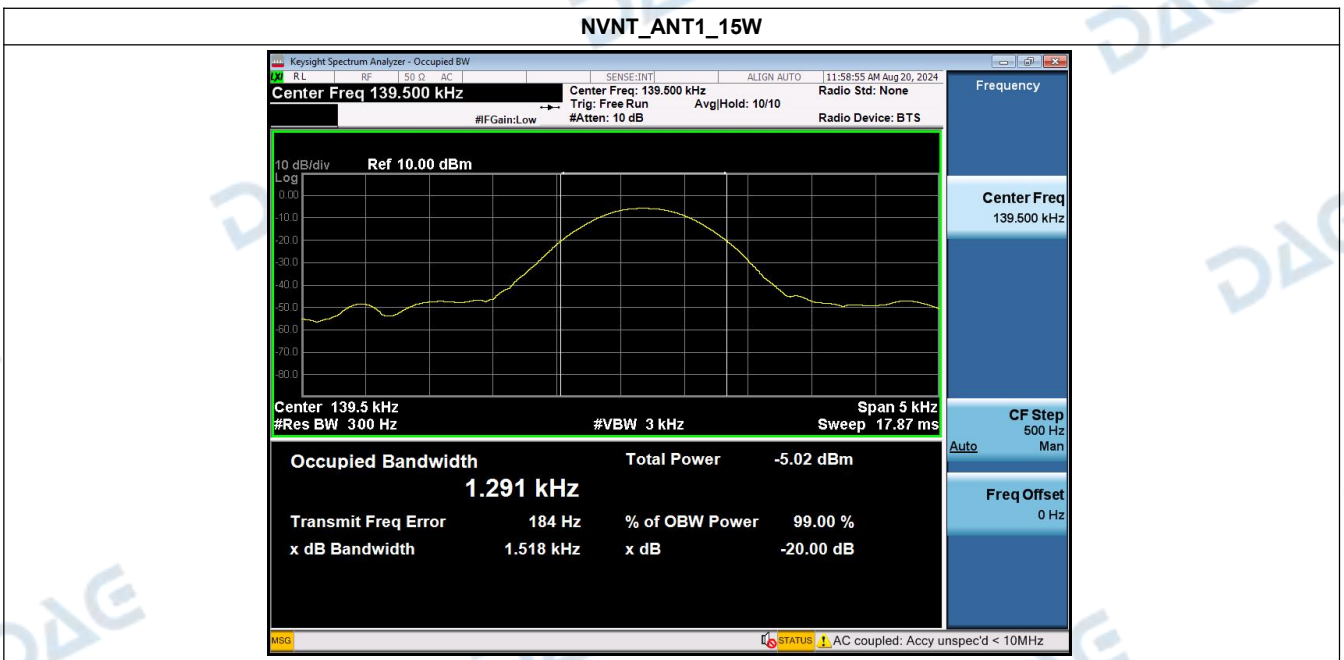 NVNT_ANT1_15W
Keysight Spectrum Analyzer - Occupied BW
LXI RL RF 50 Ω AC SENSE:INT ALIGN AUTO 11:58:55 AM Aug 20, 2024
Center Freq 139.500 kHz
Center Freq: 139.500 kHz Radio Std: None
Trig: Free Run Avg|Hold: 10/10
#IFGain:Low #Atten: 10 dB Radio Device: BTS
10 dB/div Ref 10.00 dBm
Log
0.00
-10.0
-20.0
-30.0
-40.0
-50.0
-60.0
-70.0
-80.0
Center 139.5 kHz Span 5 kHz
#Res BW 300 Hz #VBW 3 kHz Sweep 17.87 ms
Occupied Bandwidth Total Power -5.02 dBm
1.291 kHz
Transmit Freq Error 184 Hz % of OBW Power 99.00 %
x dB Bandwidth 1.518 kHz x dB -20.00 dB
Frequency
Center Freq
139.500 kHz
CF Step
500 Hz
Auto Man
Freq Offset
0 Hz
MSG STATUS AC coupled: Accy unspec'd < 10MHz
DAG
DAG
DAG